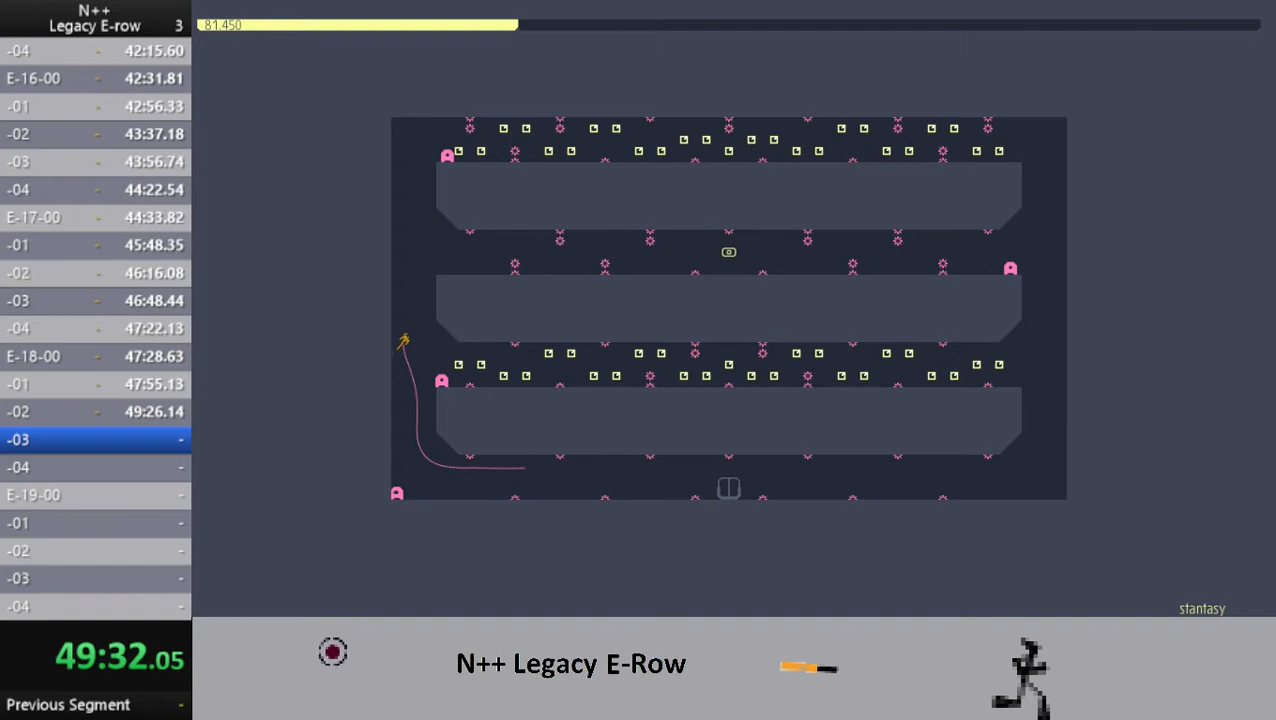 N++
Legacy E-row 3
-04 - 42:15.60
E-16-00 - 42:31.81
-01 - 42:56.33
-02 - 43:37.18
-03 - 43:56.74
-04 - 44:22.54
E-17-00 - 44:33.82
-01 - 45:48.35
-02 - 46:16.08
-03 - 46:48.44
-04 - 47:22.13
E-18-00 - 47:28.63
-01 - 47:55.13
-02 - 49:26.14
-03 -
-04 -
E-19-00 -
-01 -
-02 -
-03 -
-04 -
49:32.05
Previous Segment -
81.450
stantasy
N++ Legacy E-Row